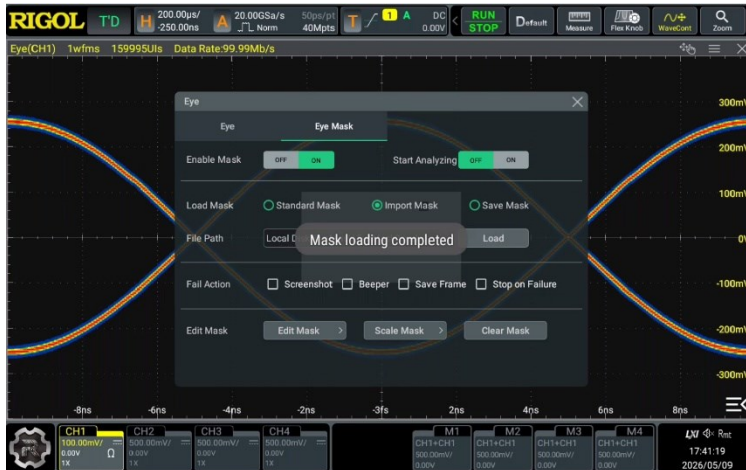 RIGOL T'D H 200.00µs/ -250.00ns A 20.00GSa/s Norm 50ps/pt 40Mpts T 1 A DC 0.00V < RUN STOP Default Measure Flex Knob WaveCont Zoom
Eye(CH1) 1wfms 159995UIs Data Rate:99.99Mb/s
Eye
300mV
Eye Eye Mask
200mV
Enable Mask OFF ON Start Analyzing OFF ON
100mV
Load Mask Standard Mask Import Mask Save Mask
File Path Local D Mask loading completed Load
0V
Fail Action Screenshot Beeper Save Frame Stop on Failure
-100mV
Edit Mask Edit Mask > Scale Mask > Clear Mask
-200mV
-300mV
-8ns -6ns -4ns -2ns -3fs 2ns 4ns 6ns 8ns
CH1 CH2 CH3 CH4 M1 M2 M3 M4
100.00mV/ 500.00mV/ 500.00mV/ 500.00mV/ CH1+CH1 CH1+CH1 CH1+CH1 CH1+CH1 LXI Rmt
0.00V Ω 0.00V 0.00V 0.00V 500.00mV/ 500.00mV/ 500.00mV/ 500.00mV/ 17:41:19
1X 1X 1X 1X 0.00V 0.00V 0.00V 0.00V 2026/05/09